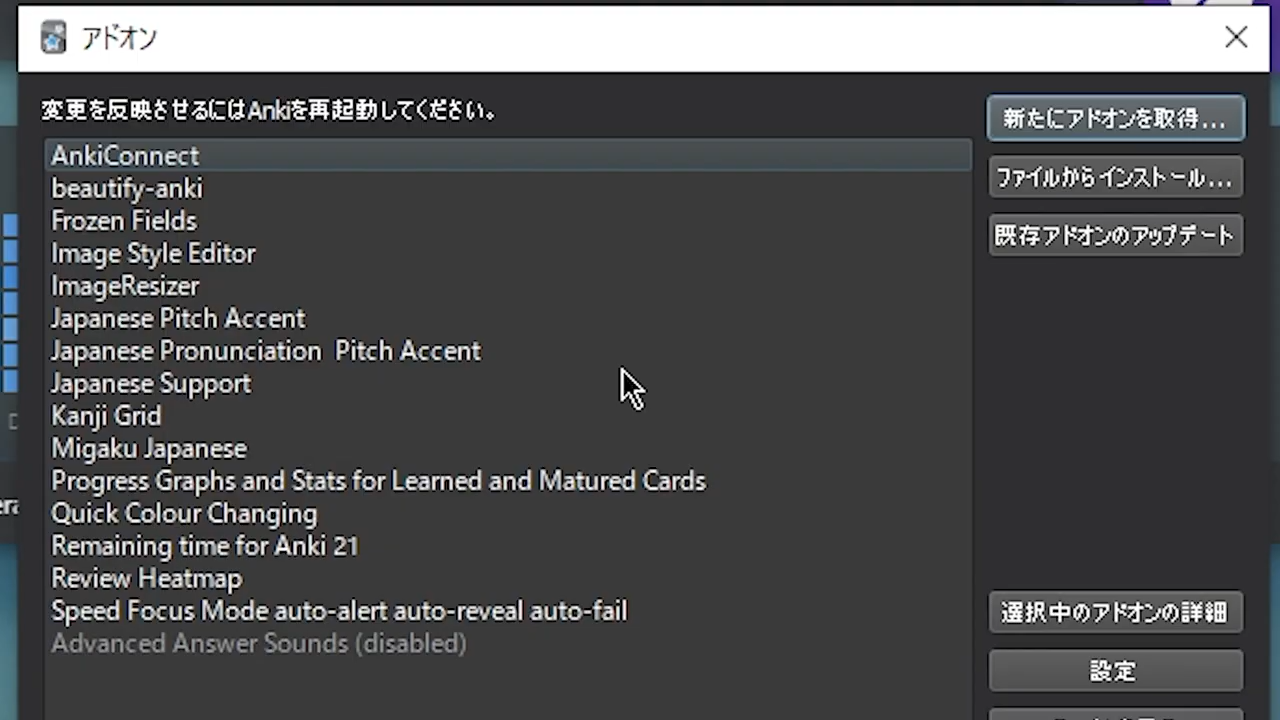 アドオン
変更を反映させるにはAnkiを再起動してください。
AnkiConnect
beautify-anki
Frozen Fields
Image Style Editor
ImageResizer
Japanese Pitch Accent
Japanese Pronunciation  Pitch Accent
Japanese Support
Kanji Grid
Migaku Japanese
Progress Graphs and Stats for Learned and Matured Cards
Quick Colour Changing
Remaining time for Anki 21
Review Heatmap
Speed Focus Mode auto-alert auto-reveal auto-fail
Advanced Answer Sounds (disabled)
新たにアドオンを取得...
ファイルからインストール...
既存アドオンのアップデート
選択中のアドオンの詳細
設定